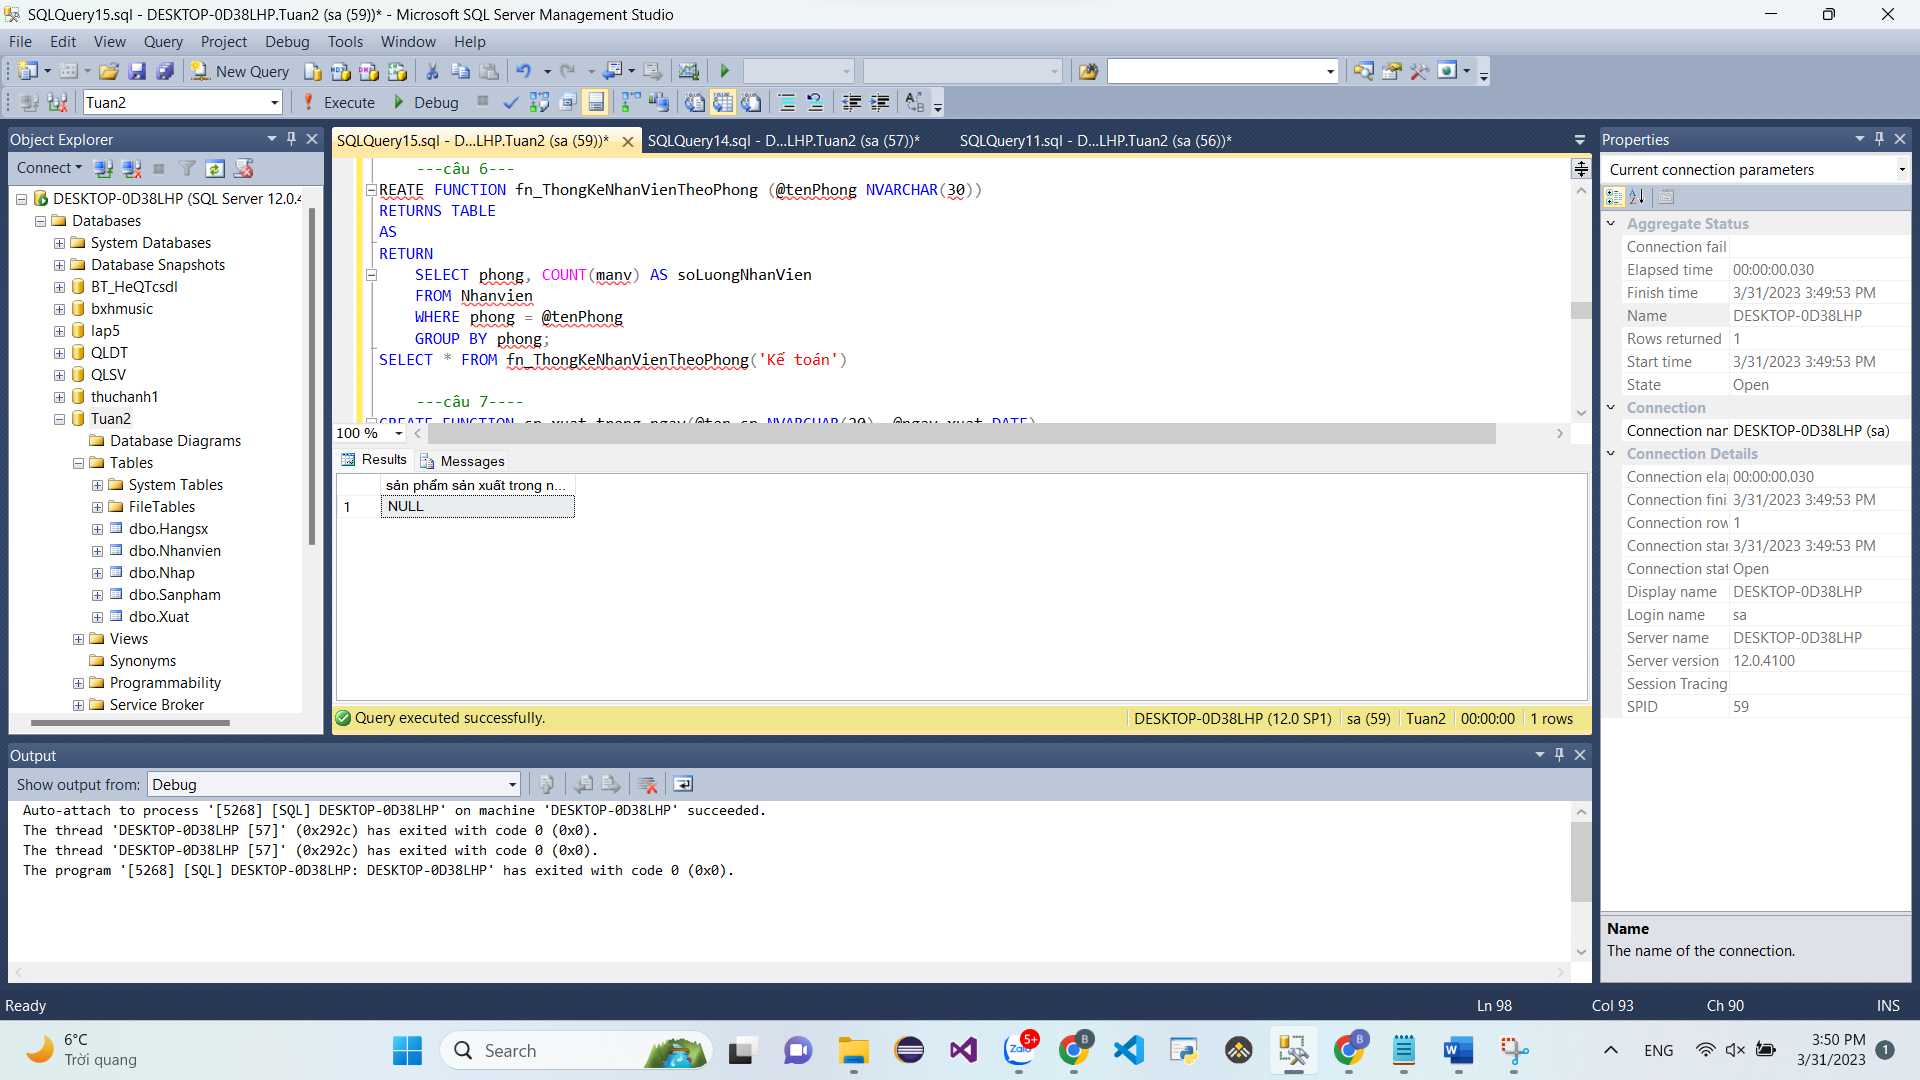 SQLQuery15.sql - DESKTOP-0D38LHP.Tuan2 (sa (59))* - Microsoft SQL Server Management Studio
File Edit View Query Project Debug Tools Window Help
New Query
Tuan2 Execute Debug
Object Explorer
Connect
DESKTOP-0D38LHP (SQL Server 12.0.4
Databases
System Databases
Database Snapshots
BT_HeQTcsdl
bxhmusic
lap5
QLDT
QLSV
thuchanh1
Tuan2
Database Diagrams
Tables
System Tables
FileTables
dbo.Hangsx
dbo.Nhanvien
dbo.Nhap
dbo.Sanpham
dbo.Xuat
Views
Synonyms
Programmability
Service Broker
SQLQuery15.sql - D...LHP.Tuan2 (sa (59))* SQLQuery14.sql - D...LHP.Tuan2 (sa (57))* SQLQuery11.sql - D...LHP.Tuan2 (sa (56))*
---câu 6---
REATE FUNCTION fn_ThongKeNhanVienTheoPhong (@tenPhong NVARCHAR(30))
RETURNS TABLE
AS
RETURN
SELECT phong, COUNT(manv) AS soLuongNhanVien
FROM Nhanvien
WHERE phong = @tenPhong
GROUP BY phong;
SELECT * FROM fn_ThongKeNhanVienTheoPhong('Kế toán')
---câu 7----
CREATE FUNCTION sp_xuat_trong_ngay(@ten_sp NVARCHAR(20), @ngay_xuat DATE)
100 %
Results Messages
sản phẩm sản xuất trong n...
1 NULL
Query executed successfully. DESKTOP-0D38LHP (12.0 SP1) sa (59) Tuan2 00:00:00 1 rows
Output
Show output from: Debug
Auto-attach to process '[5268] [SQL] DESKTOP-0D38LHP' on machine 'DESKTOP-0D38LHP' succeeded.
The thread 'DESKTOP-0D38LHP [57]' (0x292c) has exited with code 0 (0x0).
The thread 'DESKTOP-0D38LHP [57]' (0x292c) has exited with code 0 (0x0).
The program '[5268] [SQL] DESKTOP-0D38LHP: DESKTOP-0D38LHP' has exited with code 0 (0x0).
Properties
Current connection parameters
Aggregate Status
Connection fail
Elapsed time 00:00:00.030
Finish time 3/31/2023 3:49:53 PM
Name DESKTOP-0D38LHP
Rows returned 1
Start time 3/31/2023 3:49:53 PM
State Open
Connection
Connection nar DESKTOP-0D38LHP (sa)
Connection Details
Connection ela 00:00:00.030
Connection fini 3/31/2023 3:49:53 PM
Connection row 1
Connection star 3/31/2023 3:49:53 PM
Connection stat Open
Display name DESKTOP-0D38LHP
Login name sa
Server name DESKTOP-0D38LHP
Server version 12.0.4100
Session Tracing
SPID 59
Name
The name of the connection.
Ready Ln 98 Col 93 Ch 90 INS
6°C
Trời quang
Search
Zalo 5+
B
B
ENG
3:50 PM
3/31/2023
1